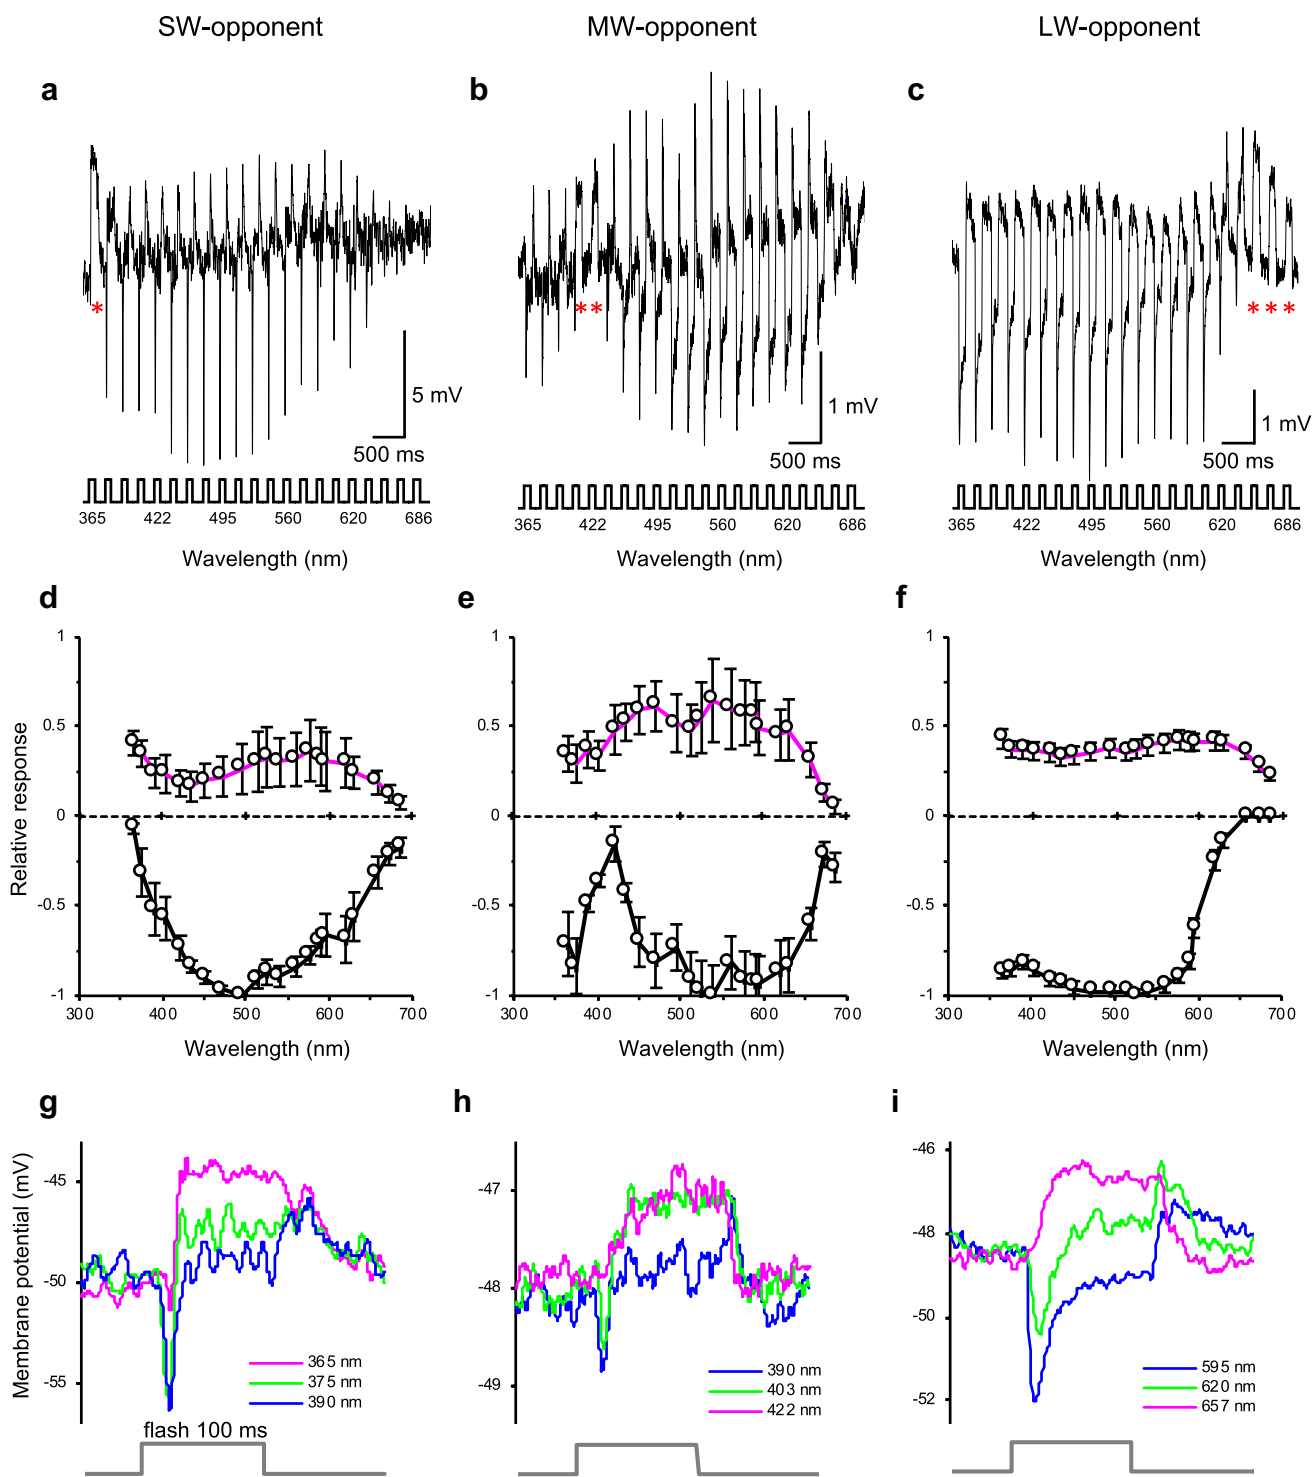 SW-opponent MW-opponent LW-opponent
a b c
* ** ***
5 mV 1 mV 1 mV
500 ms 500 ms 500 ms
365 422 495 560 620 686 365 422 495 560 620 686 365 422 495 560 620 686
Wavelength (nm) Wavelength (nm) Wavelength (nm)
d e f
Relative response
1 1 1
0.5 0.5 0.5
0 0 0
-0.5 -0.5 -0.5
-1 -1 -1
300 400 500 600 700 300 400 500 600 700 300 400 500 600 700
Wavelength (nm) Wavelength (nm) Wavelength (nm)
g h i
Membrane potential (mV)
-45 -47 -46
-50 -48 -48
-55 -49 -50
-52
365 nm 390 nm 595 nm
375 nm 403 nm 620 nm
390 nm 422 nm 657 nm
flash 100 ms